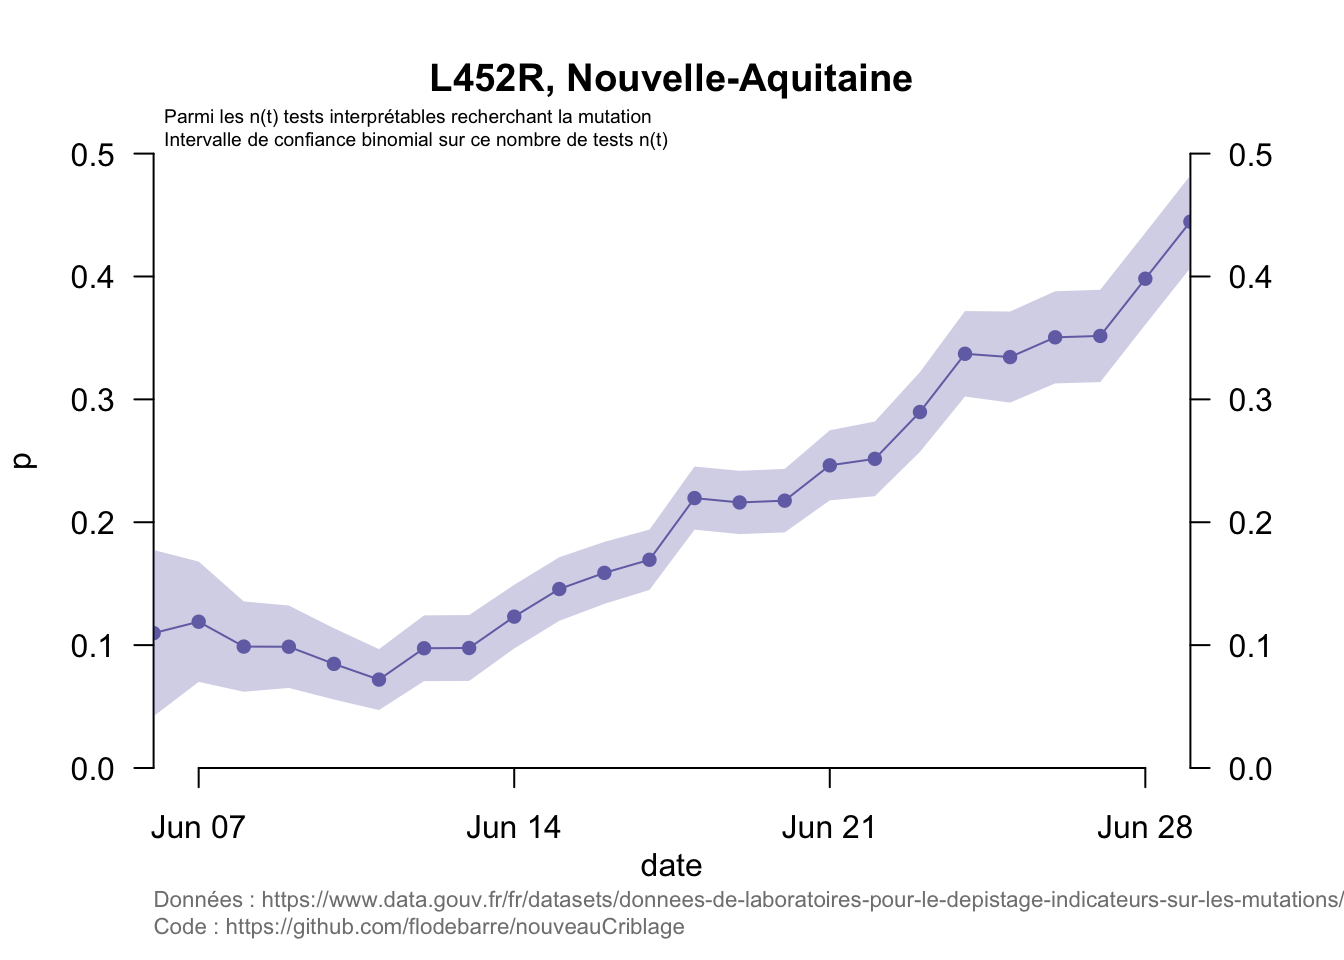 L452R, Nouvelle-Aquitaine
Parmi les n(t) tests interprétables recherchant la mutation
Intervalle de confiance binomial sur ce nombre de tests n(t)
0.5
0.4
0.3
0.2
0.1
0.0
p
0.5
0.4
0.3
0.2
0.1
0.0
Jun 07 Jun 14 Jun 21 Jun 28
date
Données : https://www.data.gouv.fr/fr/datasets/donnees-de-laboratoires-pour-le-depistage-indicateurs-sur-les-mutations/
Code : https://github.com/flodebarre/nouveauCriblage